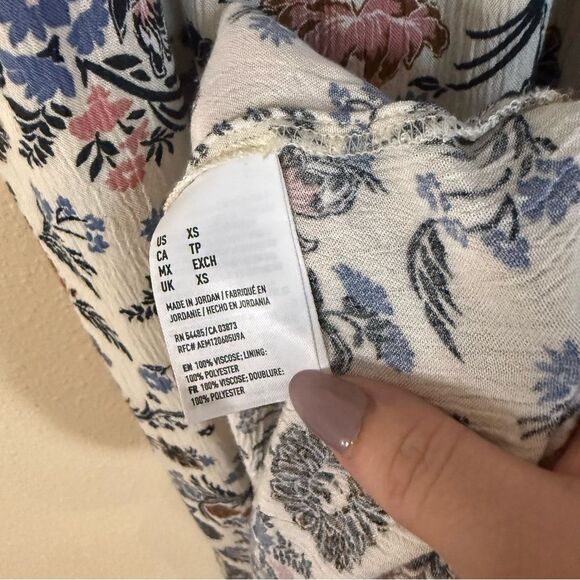 US XS
CA TP
MX EXCH
UK XS
MADE IN JORDAN / FABRIQUÉ EN
JORDANIE / HECHO EN JORDANIA
RN 54485/CA 03873
RFC# AEM120605U9A
EN 100% VISCOSE; LINING:
100% POLYESTER
FR 100% VISCOSE; DOUBLURE:
100% POLYESTER